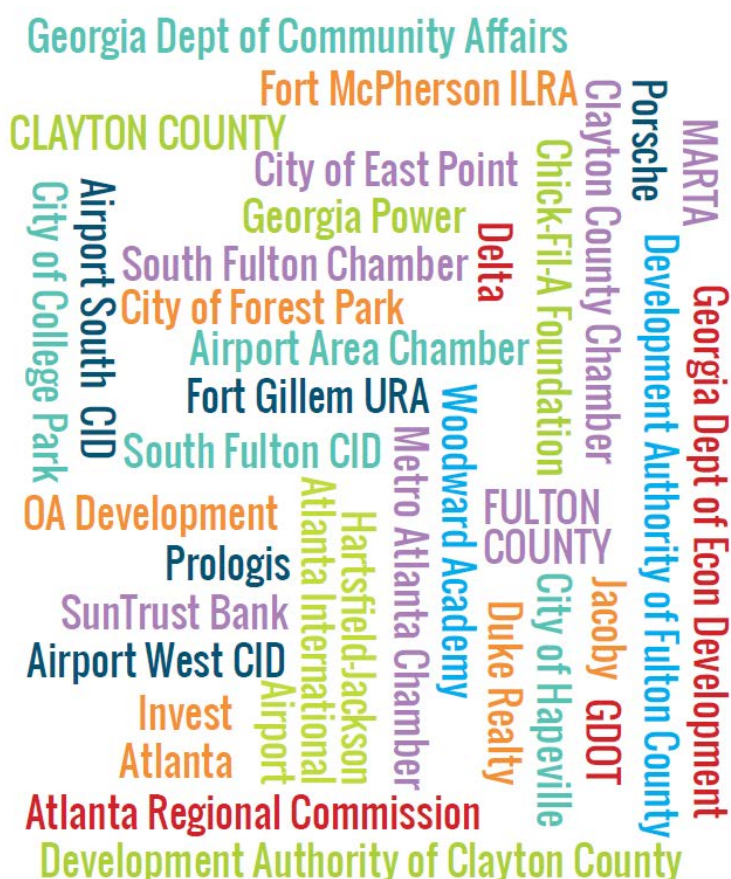 Georgia Dept of Community Affairs
Fort McPherson ILRA
CLAYTON COUNTY
City of East Point
Georgia Power
South Fulton Chamber
City of Forest Park
Airport Area Chamber
Fort Gillem URA
South Fulton CID
City of College Park
Airport South CID
Delta
Chick-Fil-A Foundation
Clayton County Chamber
Porsche
MARTA
Development Authority of Fulton County
Georgia Dept of Econ Development
OA Development
Prologis
SunTrust Bank
Airport West CID
Invest
Atlanta
Hartsfield-Jackson
Atlanta International
Airport
Metro Atlanta Chamber
Woodward Academy
FULTON
COUNTY
Duke Realty
City of Hapeville
Jacoby
GDOT
Atlanta Regional Commission
Development Authority of Clayton County